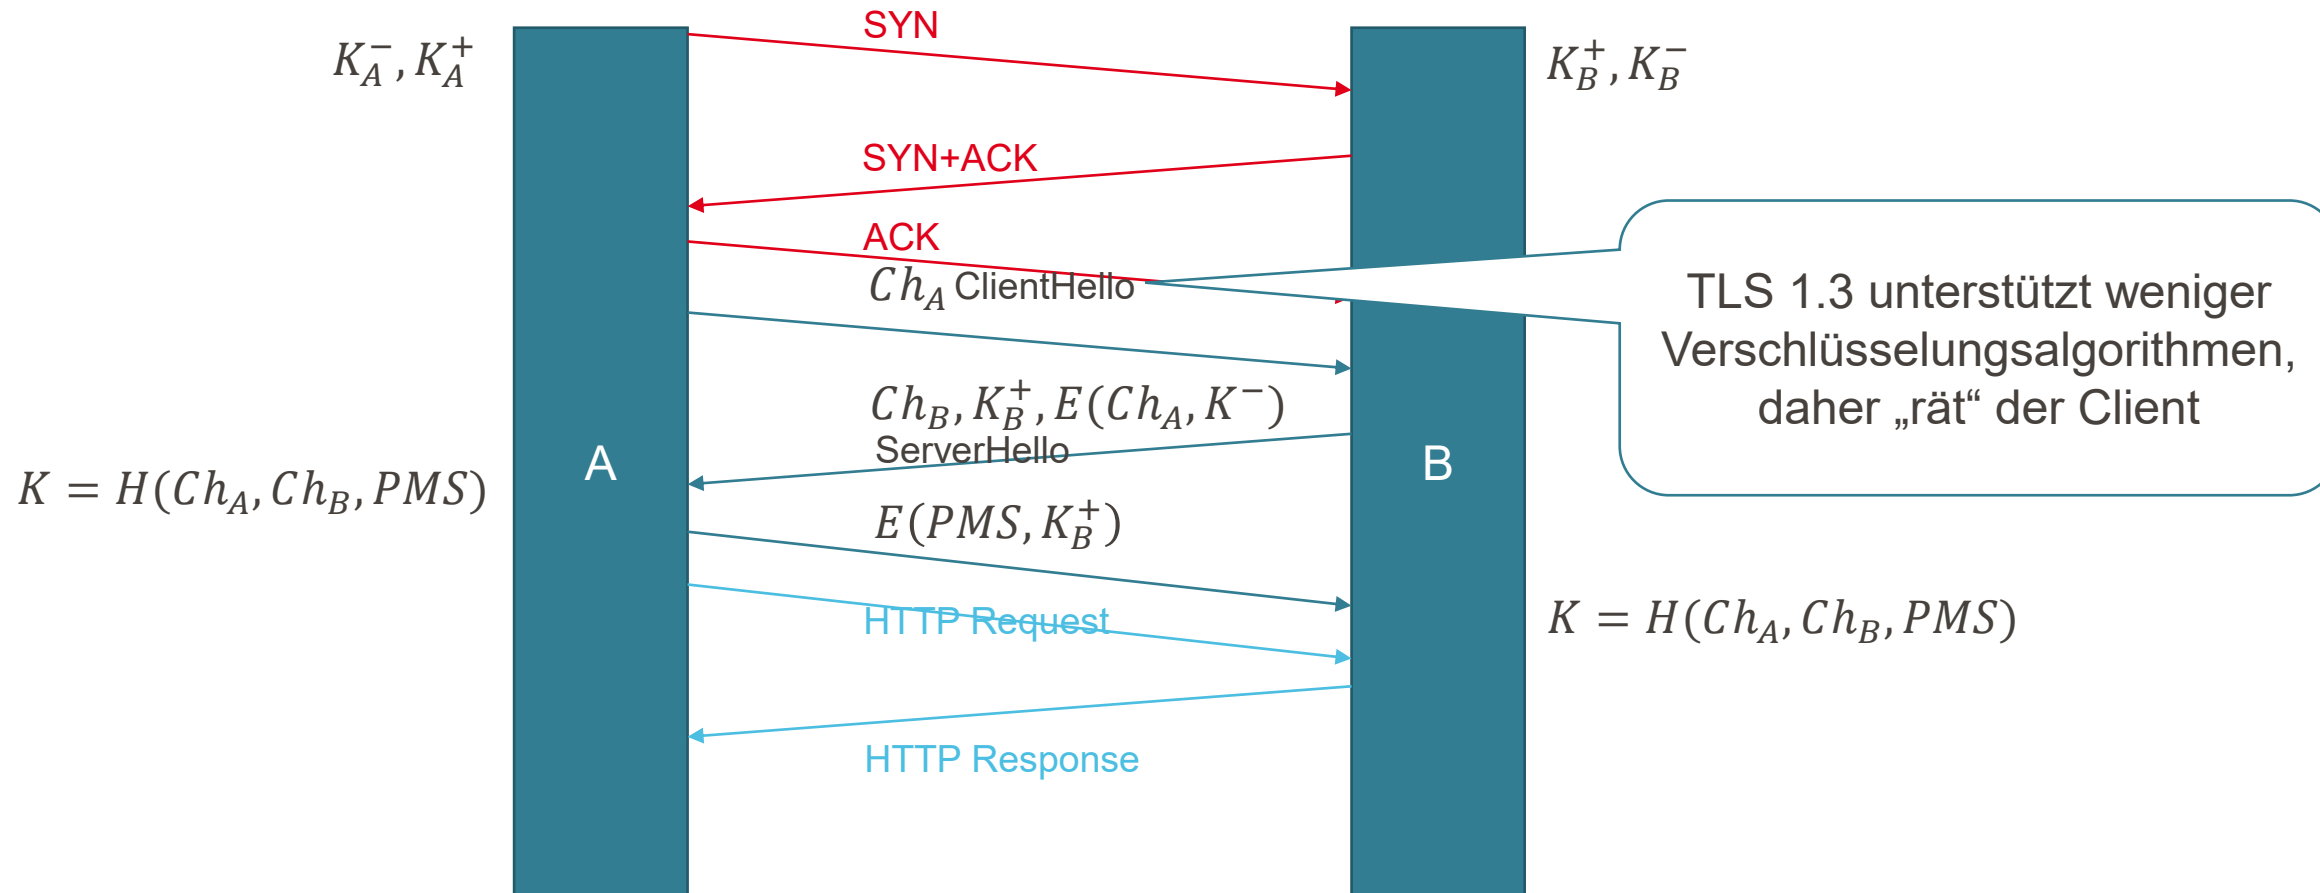 SYN
K_A^-, K_A^+
K_B^+, K_B^-
SYN+ACK
ACK
Ch_A ClientHello
TLS 1.3 unterstützt weniger
Verschlüsselungsalgorithmen,
daher „rät“ der Client
Ch_B, K_B^+, E(Ch_A, K^-)
ServerHello
A
B
K = H(Ch_A, Ch_B, PMS)
E(PMS, K_B^+)
HTTP Request
K = H(Ch_A, Ch_B, PMS)
HTTP Response